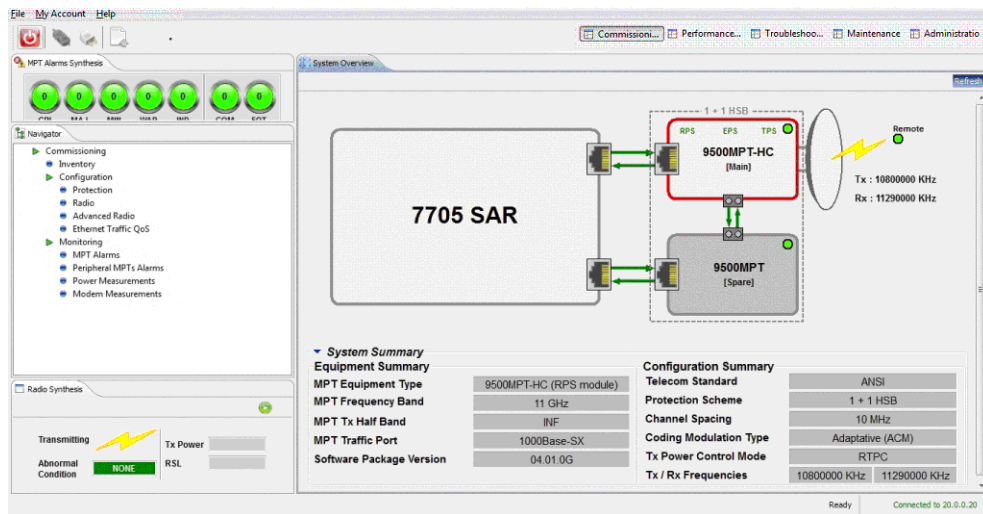 File My Account Help
Commissioni... Performance... Troubleshoo... Maintenance Administratio
MPT Alarms Synthesis
0 0 0 0 0 0 0
Navigator
Commissioning
Inventory
Configuration
Protection
Radio
Advanced Radio
Ethernet Traffic QoS
Monitoring
MPT Alarms
Peripheral MPTs Alarms
Power Measurements
Modem Measurements
Radio Synthesis
Transmitting
Tx Power
Abnormal
Condition
NONE
RSL
System Overview
Refresh
1 + 1 HSB
RPS EPS TPS
9500MPT-HC
[Main]
Remote
Tx : 10800000 KHz
Rx : 11290000 KHz
7705 SAR
9500MPT
[Spare]
System Summary
Equipment Summary
MPT Equipment Type 9500MPT-HC (RPS module)
MPT Frequency Band 11 GHz
MPT Tx Half Band INF
MPT Traffic Port 1000Base-SX
Software Package Version 04.01.0G
Configuration Summary
Telecom Standard ANSI
Protection Scheme 1 + 1 HSB
Channel Spacing 10 MHz
Coding Modulation Type Adaptative (ACM)
Tx Power Control Mode RTPC
Tx / Rx Frequencies 10800000 KHz 11290000 KHz
Ready Connected to 20.0.0.20